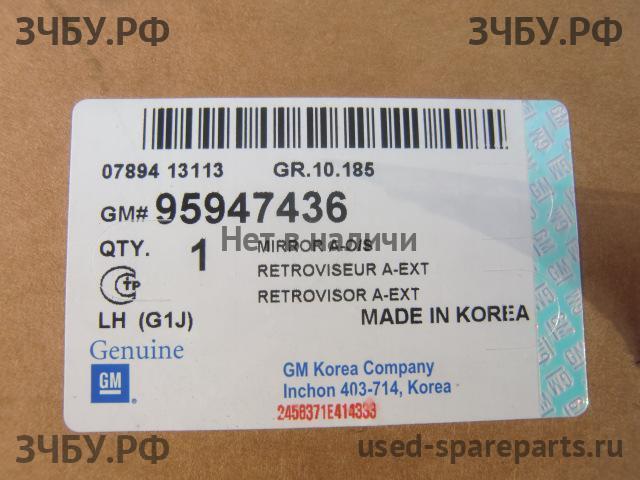 ЗЧБУ.РФ
ЗЧБУ.РФ
07894 13113 GR.10.185
GM# 95947436
QTY. 1 MIRROR A-O/S
Нет в наличи
RETROVISEUR A-EXT
RETROVISOR A-EXT
LH (G1J) MADE IN KOREA
Genuine
GM
GM Korea Company
Inchon 403-714, Korea
2456371E414333
ЗЧБУ.РФ
used-spareparts.ru